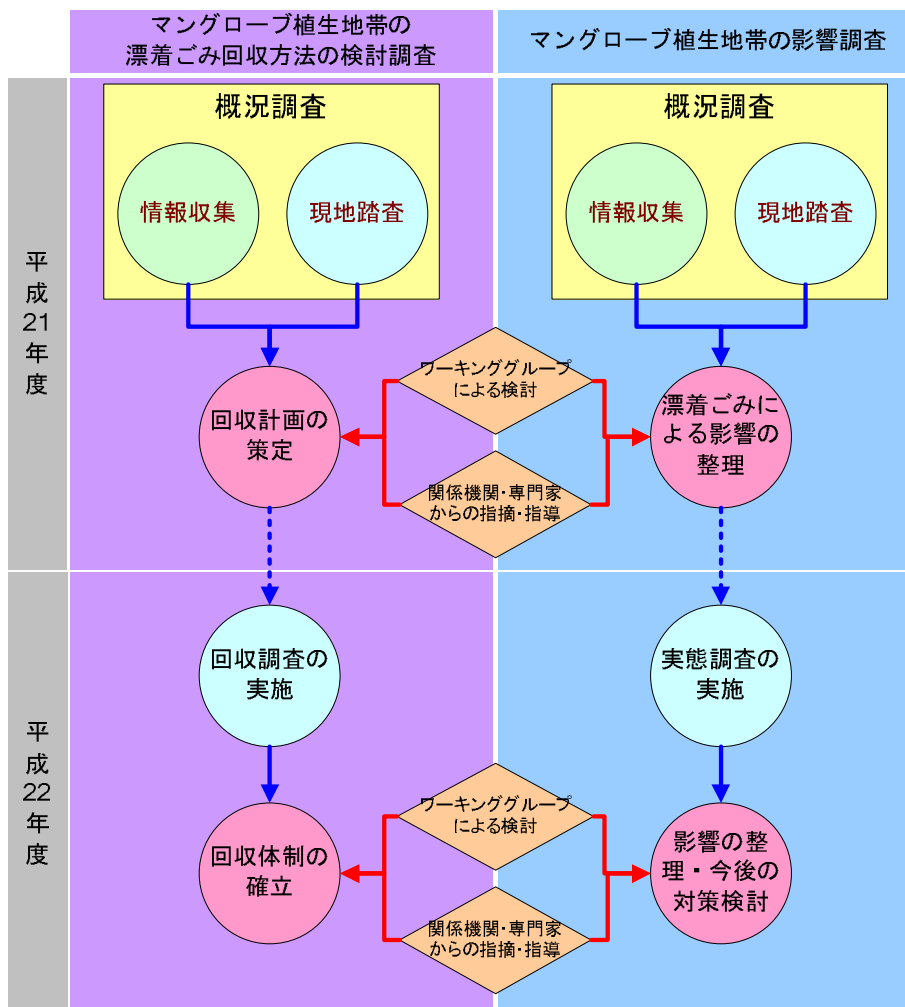 マングローブ植生地帯の
漂着ごみ回収方法の検討調査
マングローブ植生地帯の影響調査
平成21年度
概況調査
情報収集
現地踏査
概況調査
情報収集
現地踏査
ワーキンググループ
による検討
回収計画の
策定
漂着ごみに
よる影響の
整理
関係機関・専門家
からの指摘・指導
平成22年度
回収調査の
実施
実態調査の
実施
ワーキンググループ
による検討
回収体制の
確立
影響の整
理・今後の
対策検討
関係機関・専門家
からの指摘・指導